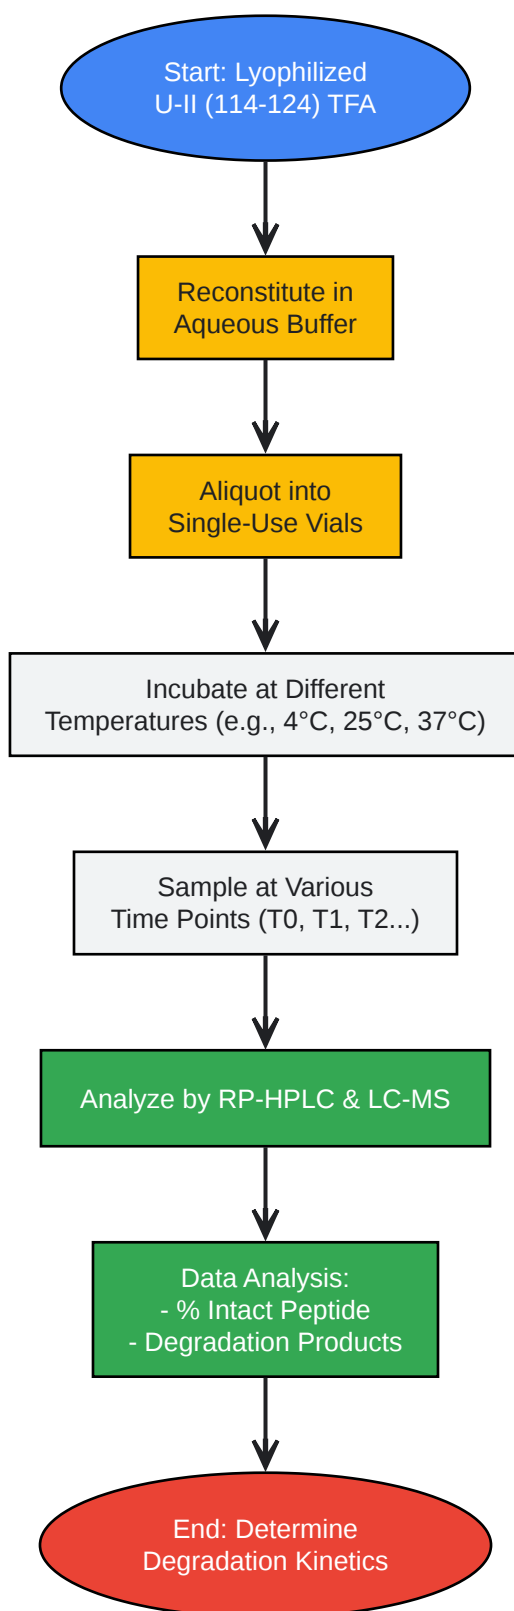 Start: Lyophilized
U-II (114-124) TFA
Reconstitute in
Aqueous Buffer
Aliquot into
Single-Use Vials
Incubate at Different
Temperatures (e.g., 4°C, 25°C, 37°C)
Sample at Various
Time Points (T0, T1, T2...)
Analyze by RP-HPLC & LC-MS
Data Analysis:
- % Intact Peptide
- Degradation Products
End: Determine
Degradation Kinetics